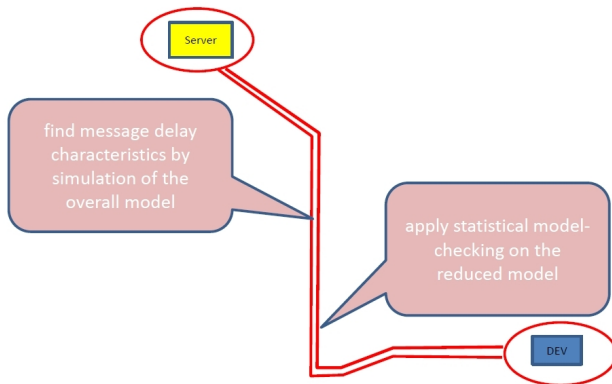 Server
find message delay
characteristics by
simulation of the
overall model
apply statistical model-
checking on the
reduced model
DEV